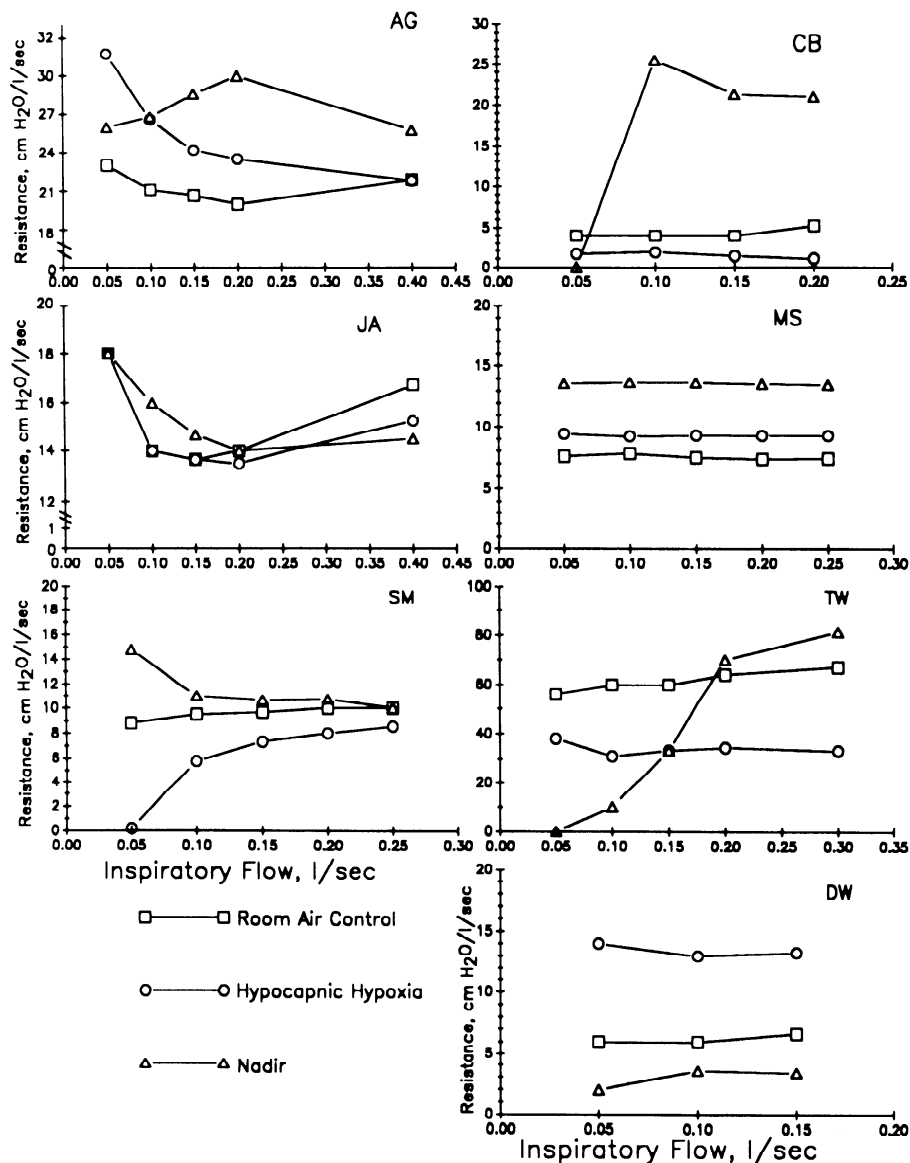 AG
Resistance, cm H2O/l/sec
32
30
27
24
21
18
0
0.00 0.05 0.10 0.15 0.20 0.25 0.30 0.35 0.40 0.45
CB
30
25
20
15
10
5
0
0.00 0.05 0.10 0.15 0.20 0.25
JA
Resistance, cm H2O/l/sec
20
18
16
14
12
1
0
0.00 0.05 0.10 0.15 0.20 0.25 0.30 0.35 0.40 0.45
MS
20
15
10
5
0
0.00 0.05 0.10 0.15 0.20 0.25 0.30
SM
Resistance, cm H2O/l/sec
20
18
16
14
12
10
8
6
4
2
0
0.00 0.05 0.10 0.15 0.20 0.25 0.30
Inspiratory Flow, l/sec
TW
100
80
60
40
20
0
0.00 0.05 0.10 0.15 0.20 0.25 0.30 0.35
Room Air Control
Hypocapnic Hypoxia
Nadir
DW
Resistance, cm H2O/l/sec
20
15
10
5
0
0.00 0.05 0.10 0.15 0.20
Inspiratory Flow, l/sec